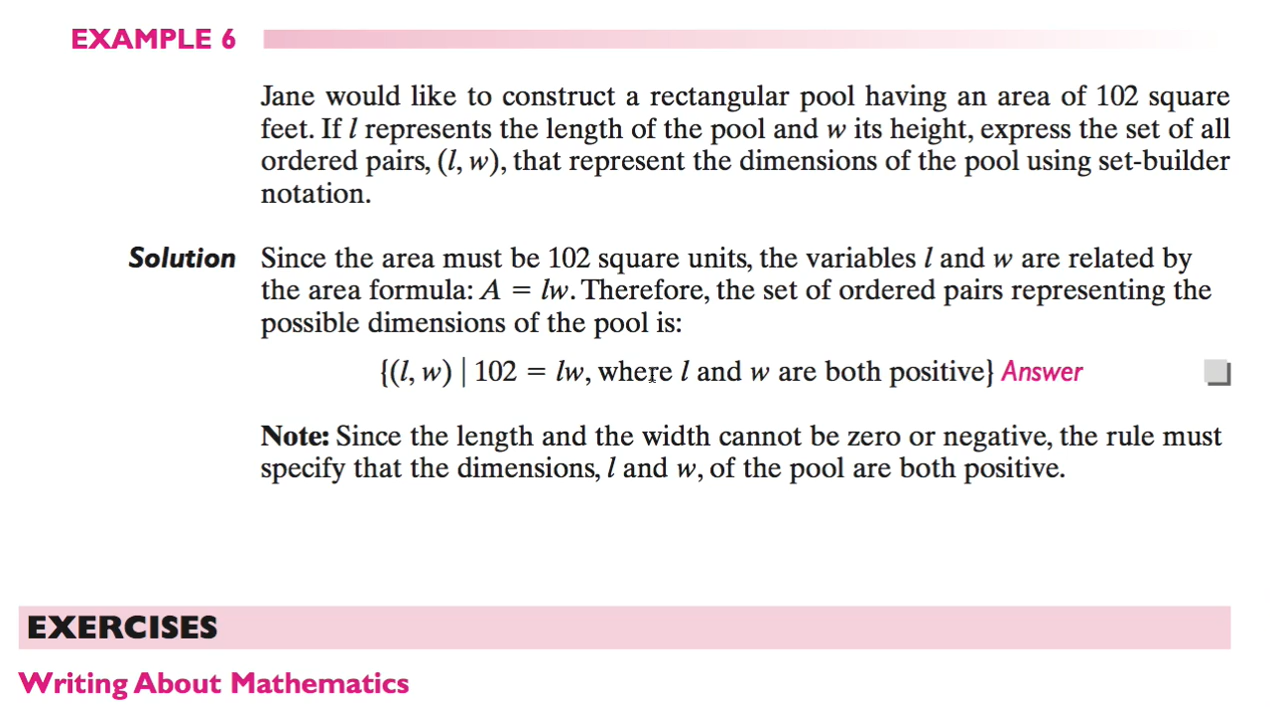 EXAMPLE 6
Jane would like to construct a rectangular pool having an area of 102 square
feet. If l represents the length of the pool and w its height, express the set of all
ordered pairs, (l, w), that represent the dimensions of the pool using set-builder
notation.
Solution Since the area must be 102 square units, the variables l and w are related by
the area formula: A = lw. Therefore, the set of ordered pairs representing the
possible dimensions of the pool is:
{(l, w) | 102 = lw, where l and w are both positive} Answer
Note: Since the length and the width cannot be zero or negative, the rule must
specify that the dimensions, l and w, of the pool are both positive.
EXERCISES
Writing About Mathematics